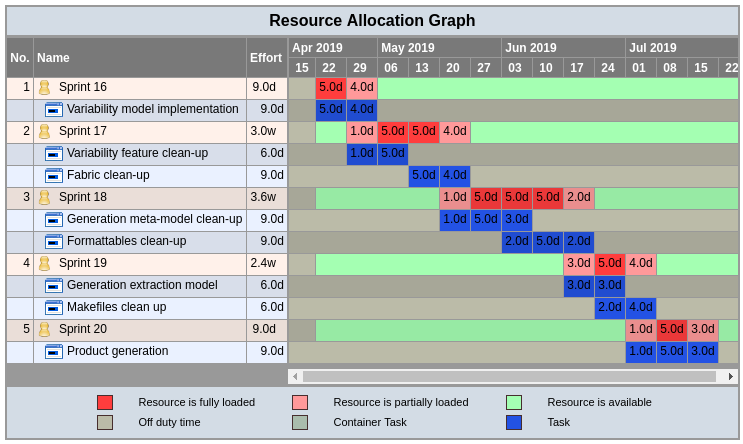 Resource Allocation Graph
No. Name Effort Apr 2019 May 2019 Jun 2019 Jul 2019
15 22 29 06 13 20 27 03 10 17 24 01 08 15 22
1 Sprint 16 9.0d 5.0d 4.0d
Variability model implementation 9.0d 5.0d 4.0d
2 Sprint 17 3.0w 1.0d 5.0d 5.0d 4.0d
Variability feature clean-up 6.0d 1.0d 5.0d
Fabric clean-up 9.0d 5.0d 4.0d
3 Sprint 18 3.6w 1.0d 5.0d 5.0d 5.0d 2.0d
Generation meta-model clean-up 9.0d 1.0d 5.0d 3.0d
Formattables clean-up 9.0d 2.0d 5.0d 2.0d
4 Sprint 19 2.4w 3.0d 5.0d 4.0d
Generation extraction model 6.0d 3.0d 3.0d
Makefiles clean up 6.0d 2.0d 4.0d
5 Sprint 20 9.0d 1.0d 5.0d 3.0d
Product generation 9.0d 1.0d 5.0d 3.0d
Resource is fully loaded Resource is partially loaded Resource is available
Off duty time Container Task Task